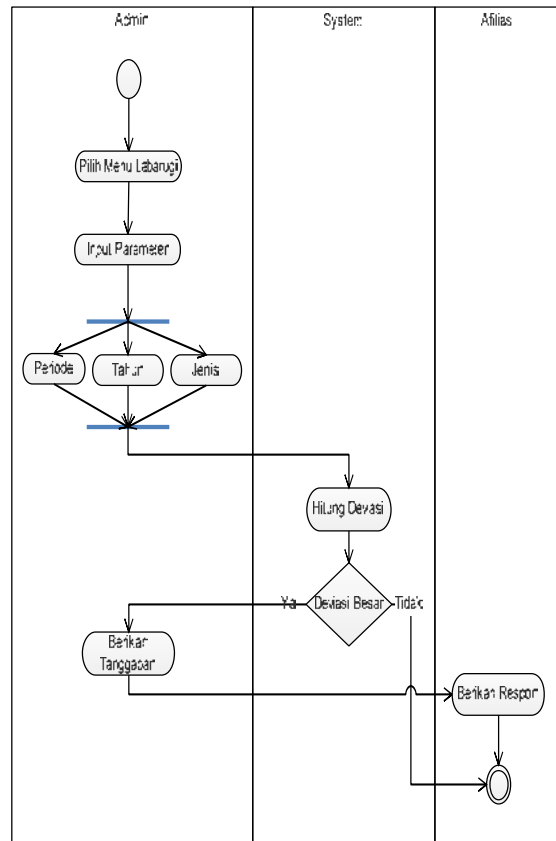 Admin
System
Afilias
Pilih Menu Labarugi
Input Parameter
Periode
Tahun
Jenis
Hitung Deviasi
Ya
Deviasi Besar
Tidak
Berikan
Tanggapan
Berikan Respon